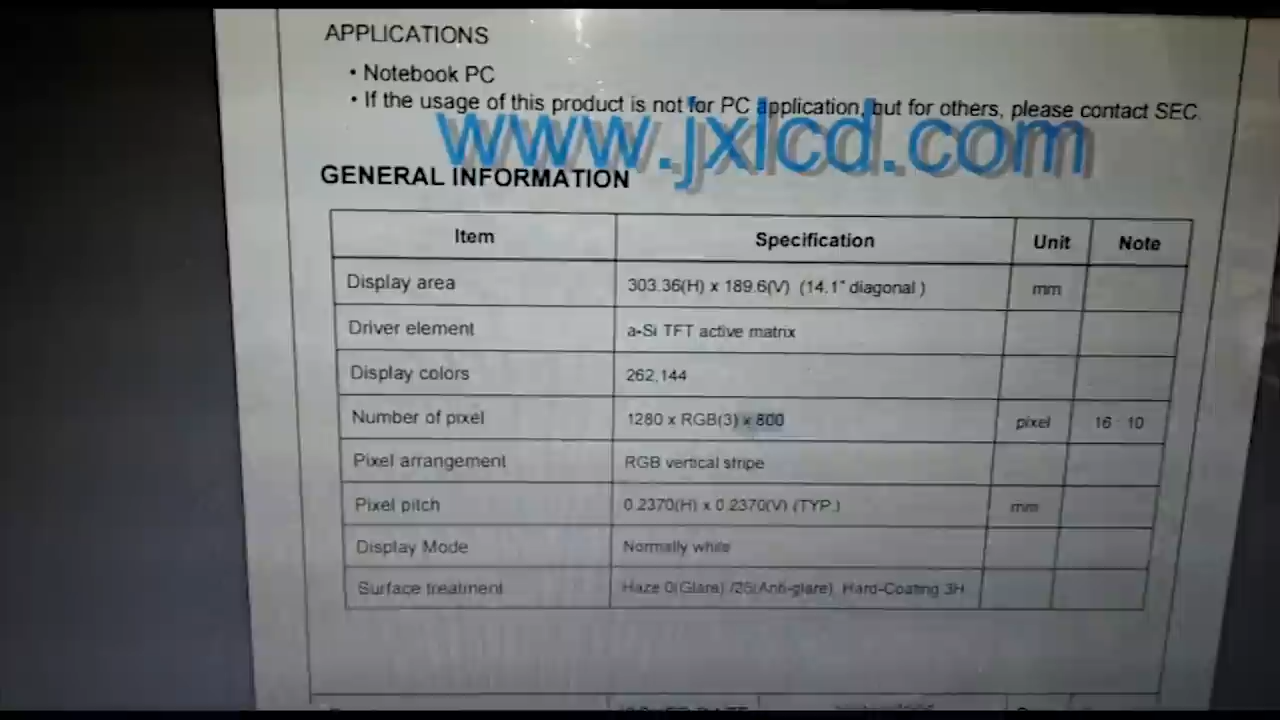 APPLICATIONS
• Notebook PC
• If the usage of this product is not for PC application, but for others, please contact SEC.
www.jxlcd.com
GENERAL INFORMATION
Item Specification Unit Note
Display area 303.36(H) x 189.6(V) (14.1" diagonal ) mm
Driver element a-Si TFT active matrix
Display colors 262,144
Number of pixel 1280 x RGB(3) x 800 pixel 16 : 10
Pixel arrangement RGB vertical stripe
Pixel pitch 0.2370(H) x 0.2370(V) (TYP.) mm
Display Mode Normally white
Surface treatment Haze 0(Glare) /25(Anti-glare), Hard-Coating 3H